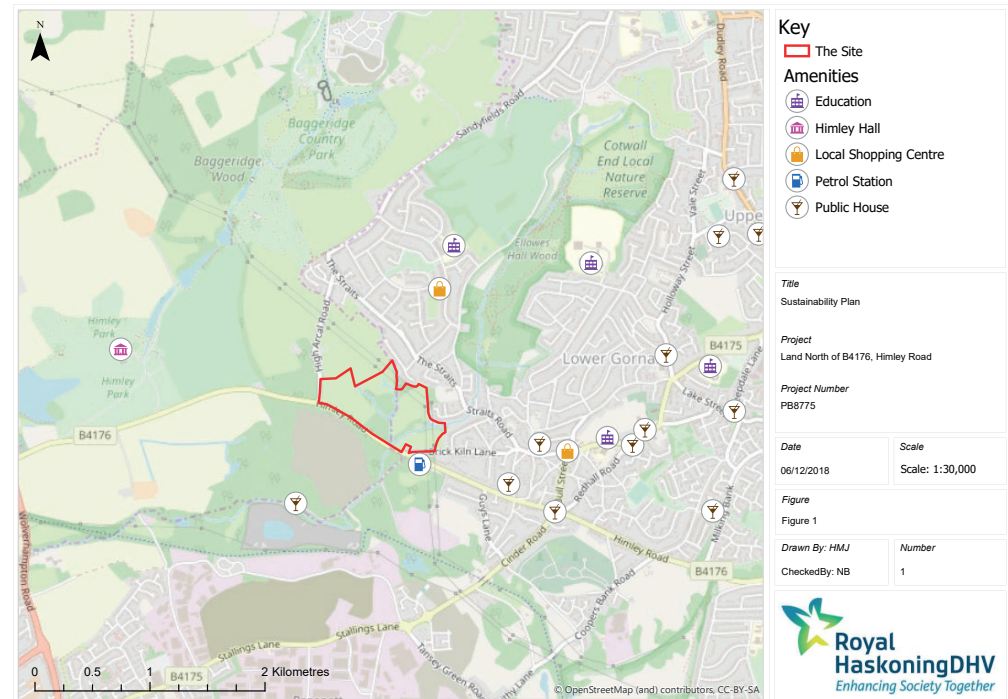 N
Dudley Road
Sandyfields Road
Baggeridge
Country
Park
Baggeridge
Wood
Cotwall
End Local
Nature
Reserve
Vale Street
Upper
Ellowes
Hall Wood
Holloway Street
The Straits
High Arcal Road
Himley
Park
Himley
Park
B4175
Lower Gornal
The Straits
Lake Street
Himley Road
B4176
Straits Road
Brick Kiln Lane
Redhall Road
Guys Lane
Milking Bank
Cinder Road
Himley Road
B4176
Coopers Bank Road
Wolverhampton Road
Stallings Lane
Stallings Lane
B4175
Tansey Green Road
0 0.5 1 2 Kilometres
© OpenStreetMap (and) contributors, CC-BY-SA
Key
The Site
Amenities
Education
Himley Hall
Local Shopping Centre
Petrol Station
Public House
Title
Sustainability Plan
Project
Land North of B4176, Himley Road
Project Number
PB8775
Date
06/12/2018
Scale
Scale: 1:30,000
Figure
Figure 1
Drawn By: HMJ
CheckedBy: NB
Number
1
Royal
HaskoningDHV
Enhancing Society Together